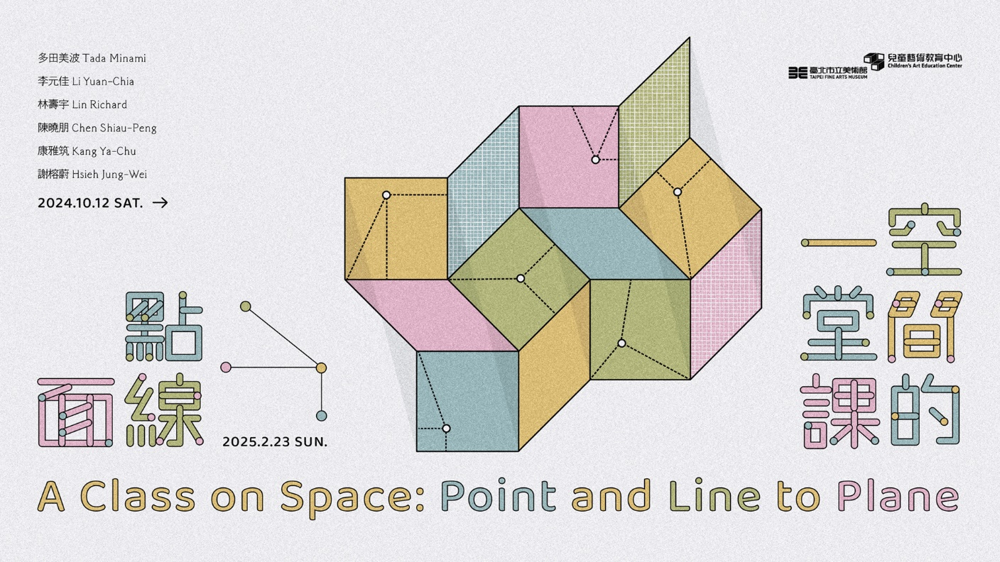 多田美波 Tada Minami
李元佳 Li Yuan-Chia
林壽宇 Lin Richard
陳曉朋 Chen Shiau-Peng
康雅筑 Kang Ya-Chu
謝榕蔚 Hsieh Jung-Wei
2024.10.12 SAT. →
臺北市立美術館
TAIPEI FINE ARTS MUSEUM
兒童藝術教育中心
Children's Art Education Center
一堂課
空間的
點
線
面
2025.2.23 SUN.
A Class on Space: Point and Line to Plane